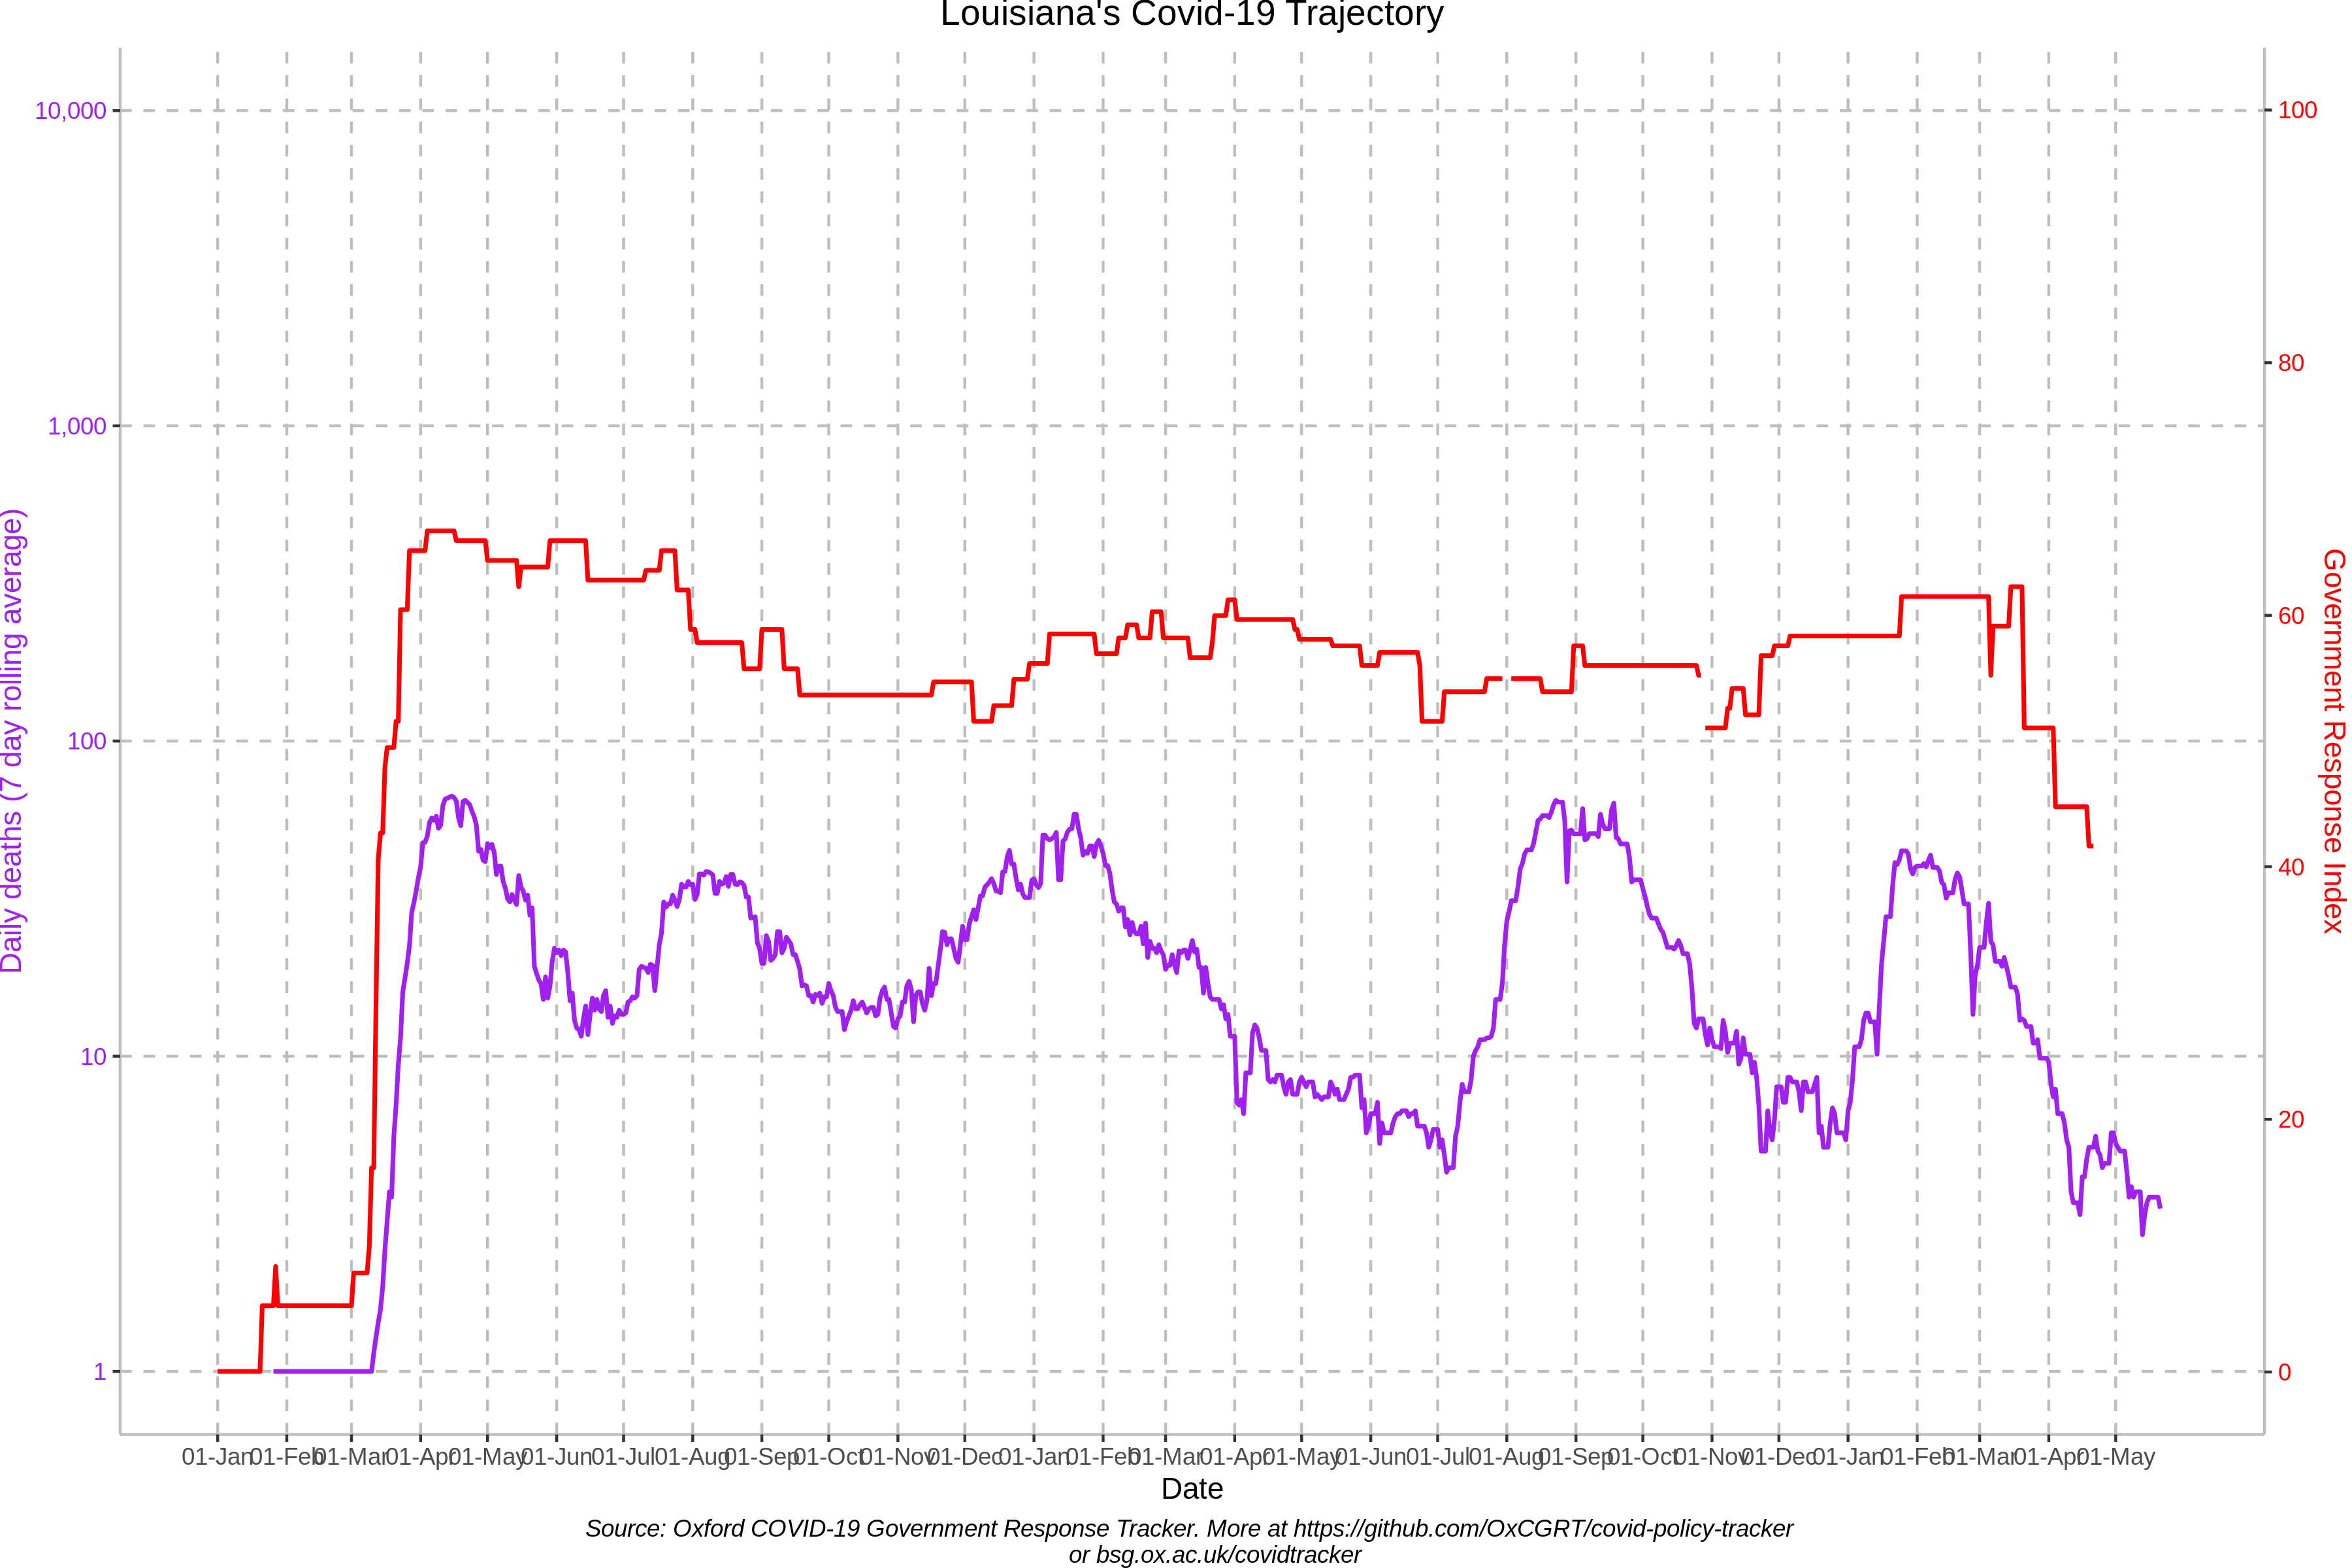 Louisiana's Covid-19 Trajectory
10,000
1,000
100
10
1
Daily deaths (7 day rolling average)
100
80
60
40
20
0
Government Response Index
01-Jan 01-Feb 01-Mar 01-Apr 01-May 01-Jun 01-Jul 01-Aug 01-Sep 01-Oct 01-Nov 01-Dec 01-Jan 01-Feb 01-Mar 01-Apr 01-May 01-Jun 01-Jul 01-Aug 01-Sep 01-Oct 01-Nov 01-Dec 01-Jan 01-Feb 01-Mar 01-Apr 01-May
Date
Source: Oxford COVID-19 Government Response Tracker. More at https://github.com/OxCGRT/covid-policy-tracker
or bsg.ox.ac.uk/covidtracker